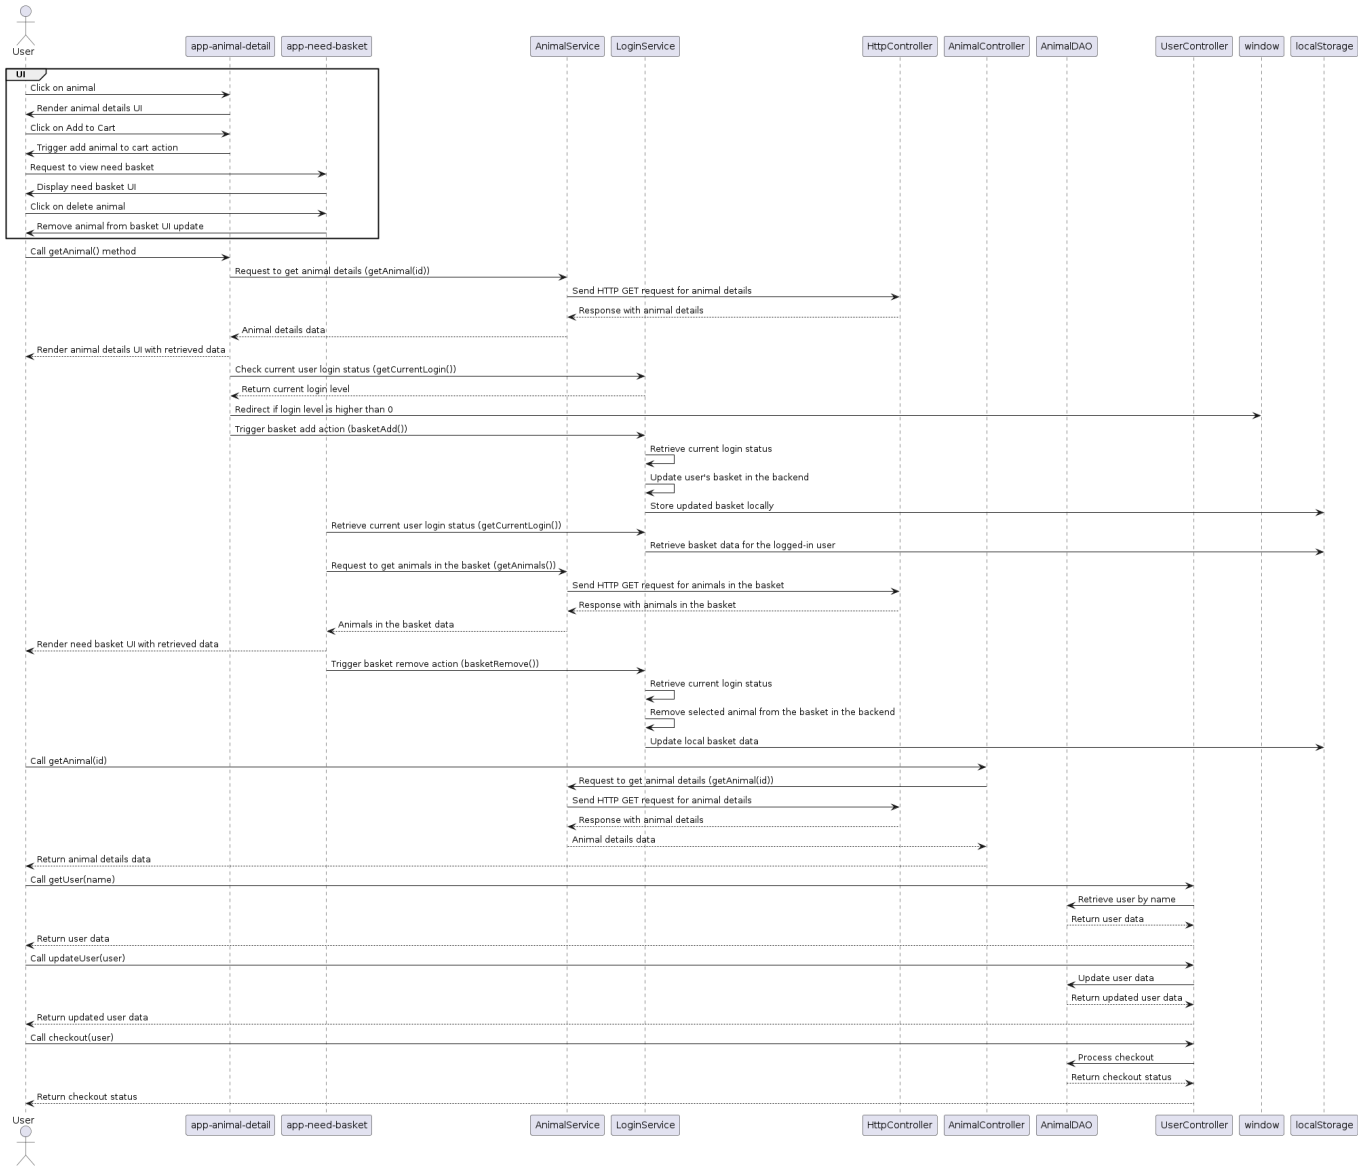 User
app-animal-detail
app-need-basket
AnimalService
LoginService
HttpController
AnimalController
AnimalDAO
UserController
window
localStorage
UI
Click on animal
Render animal details UI
Click on Add to Cart
Trigger add animal to cart action
Request to view need basket
Display need basket UI
Click on delete animal
Remove animal from basket UI update
Call getAnimal() method
Request to get animal details (getAnimal(id))
Send HTTP GET request for animal details
Response with animal details
Animal details data
Render animal details UI with retrieved data
Check current user login status (getCurrentLogin())
Return current login level
Redirect if login level is higher than 0
Trigger basket add action (basketAdd())
Retrieve current login status
Update user's basket in the backend
Store updated basket locally
Retrieve current user login status (getCurrentLogin())
Retrieve basket data for the logged-in user
Request to get animals in the basket (getAnimals())
Send HTTP GET request for animals in the basket
Response with animals in the basket
Animals in the basket data
Render need basket UI with retrieved data
Trigger basket remove action (basketRemove())
Retrieve current login status
Remove selected animal from the basket in the backend
Update local basket data
Call getAnimal(id)
Request to get animal details (getAnimal(id))
Send HTTP GET request for animal details
Response with animal details
Animal details data
Return animal details data
Call getUser(name)
Retrieve user by name
Return user data
Return user data
Call updateUser(user)
Update user data
Return updated user data
Return updated user data
Call checkout(user)
Process checkout
Return checkout status
Return checkout status
User
app-animal-detail
app-need-basket
AnimalService
LoginService
HttpController
AnimalController
AnimalDAO
UserController
window
localStorage